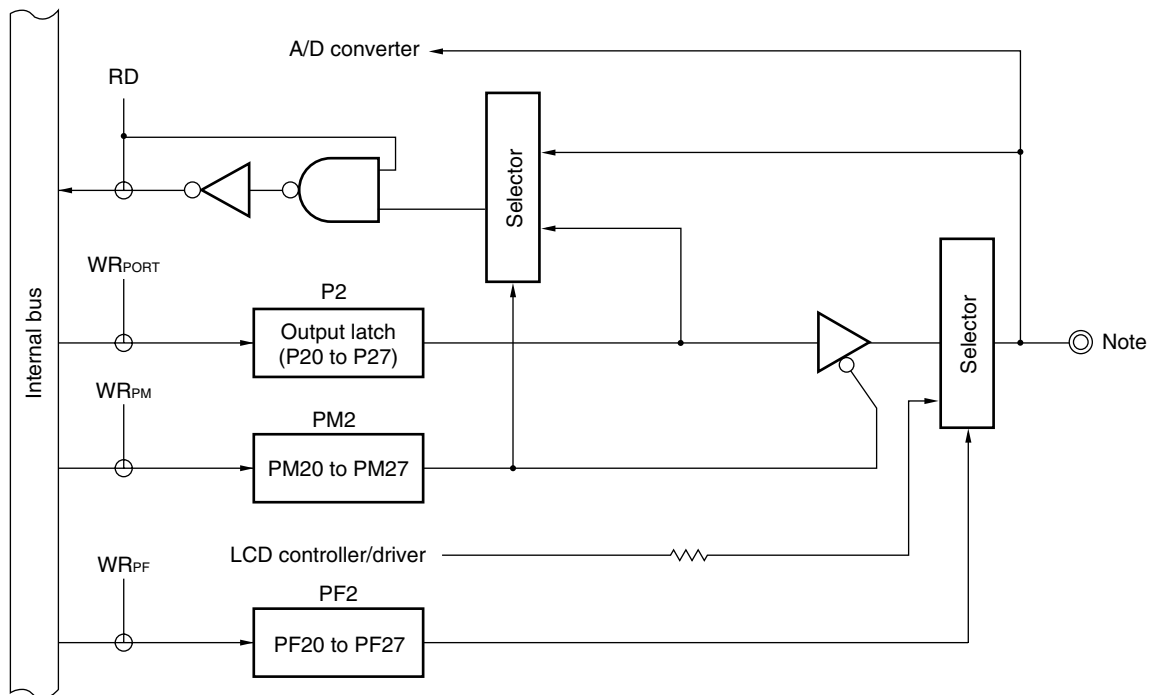 A/D converter
RD
Selector
WRPORT
P2
Output latch
(P20 to P27)
Internal bus
Selector
Note
WRPM
PM2
PM20 to PM27
LCD controller/driver
WRPF
PF2
PF20 to PF27